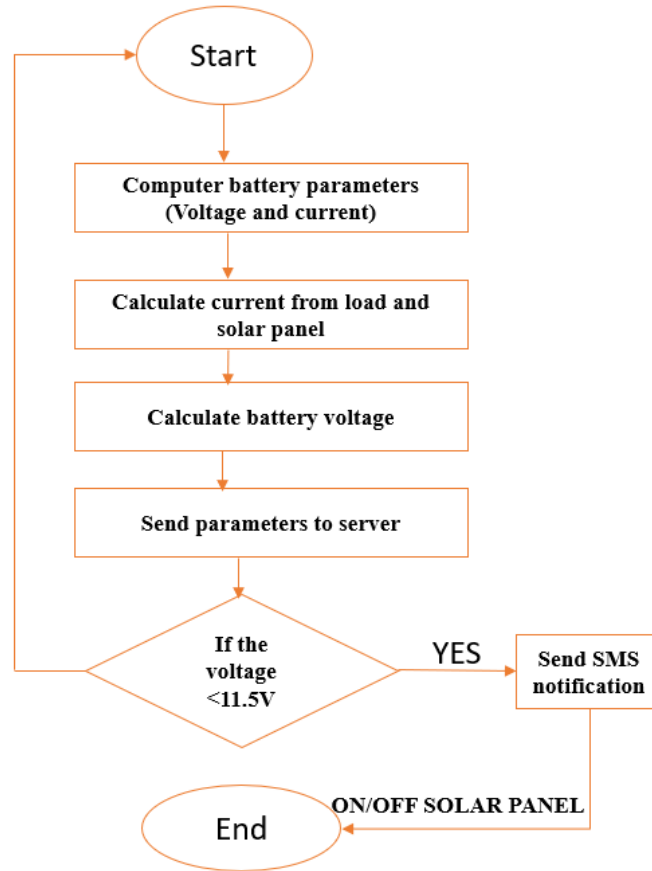 Start
Computer battery parameters
(Voltage and current)
Calculate current from load and
solar panel
Calculate battery voltage
Send parameters to server
If the
voltage
<11.5V
YES
Send SMS
notification
ON/OFF SOLAR PANEL
End